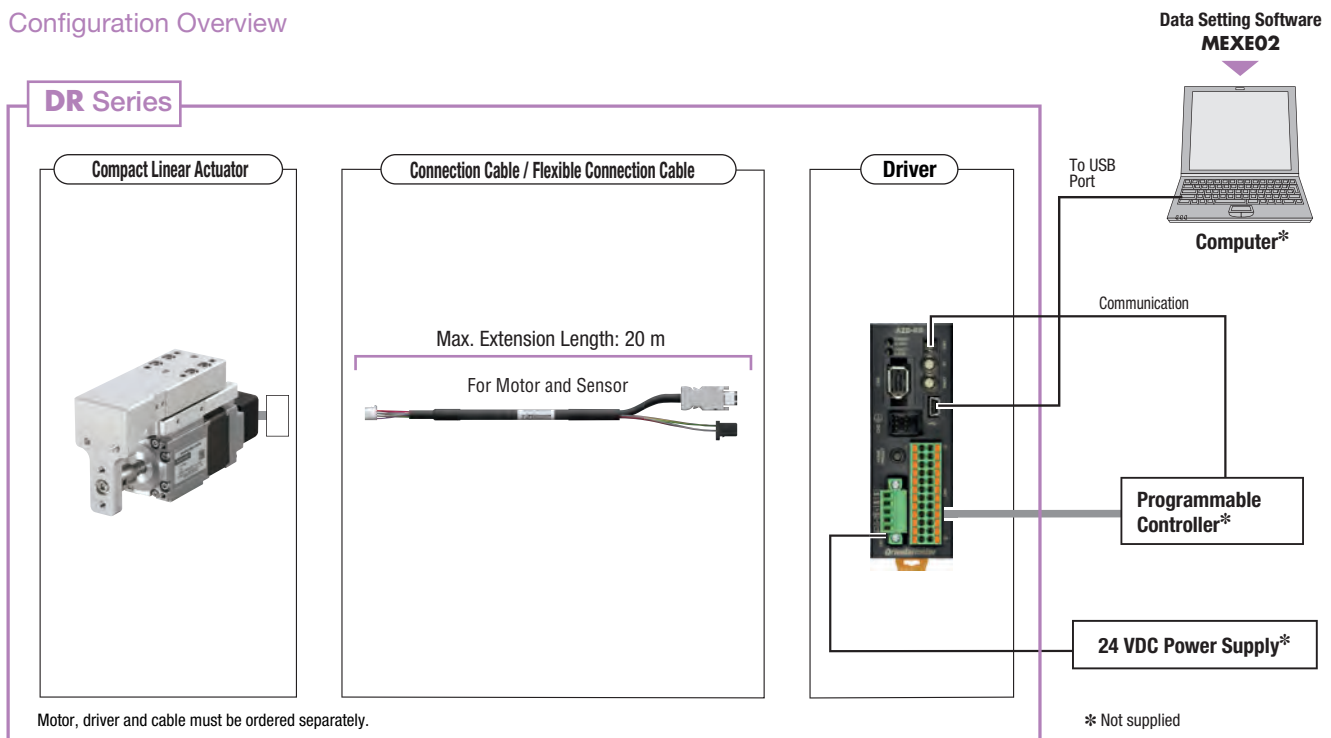 Configuration Overview
Data Setting Software
MEXE02
DR Series
Compact Linear Actuator
Connection Cable / Flexible Connection Cable
Driver
To USB
Port
Computer*
Max. Extension Length: 20 m
For Motor and Sensor
Communication
Programmable
Controller*
24 VDC Power Supply*
Motor, driver and cable must be ordered separately.
* Not supplied